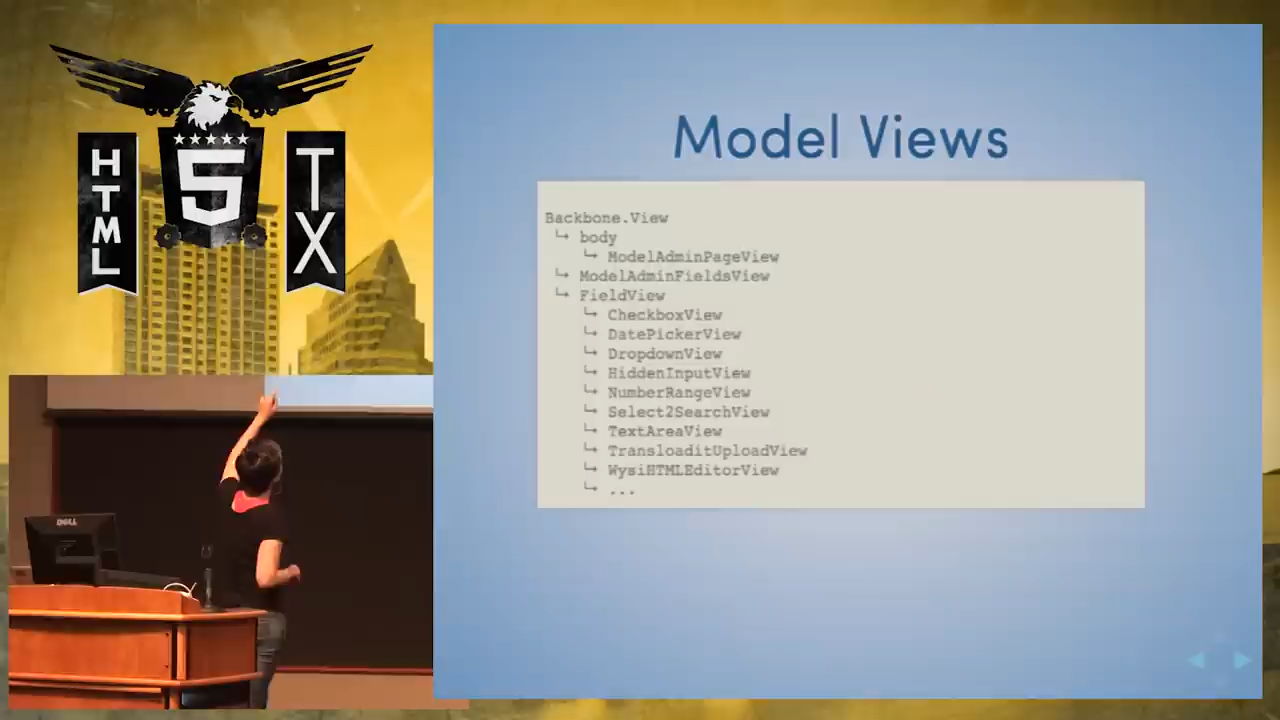 HTML
5
TX
DELL
Model Views
Backbone.View
↳ body
↳ ModelAdminPageView
↳ ModelAdminFieldsView
↳ FieldView
↳ CheckboxView
↳ DatePickerView
↳ DropdownView
↳ HiddenInputView
↳ NumberRangeView
↳ Select2SearchView
↳ TextAreaView
↳ TransloaditUploadView
↳ WysiHTMLEditorView
↳ ...